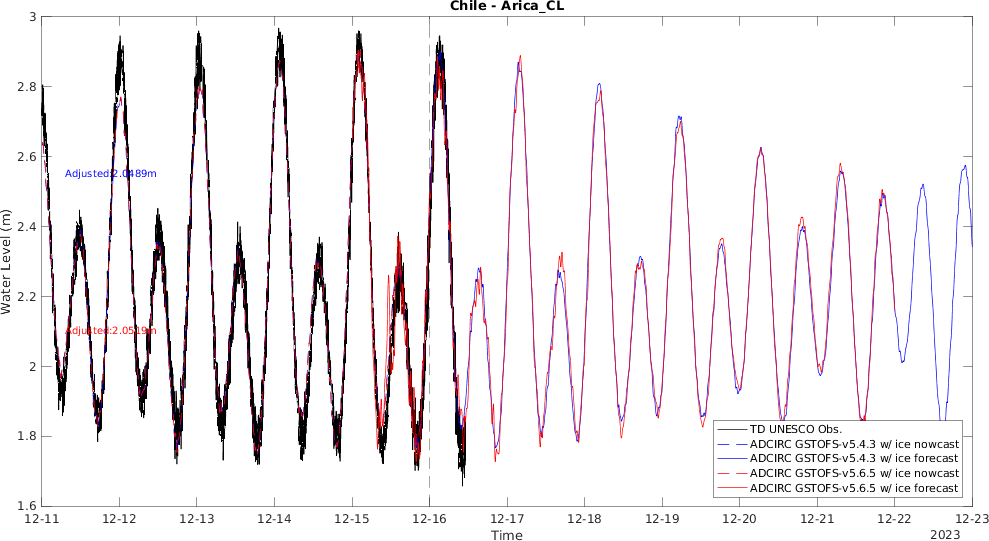 Chile - Arica_CL
Water Level (m)
3
2.8
2.6
2.4
2.2
2
1.8
1.6
Adjusted:2.0489m
Adjusted:2.0519m
TD UNESCO Obs.
ADCIRC GSTOFS-v5.4.3 w/ ice nowcast
ADCIRC GSTOFS-v5.4.3 w/ ice forecast
ADCIRC GSTOFS-v5.6.5 w/ ice nowcast
ADCIRC GSTOFS-v5.6.5 w/ ice forecast
12-11 12-12 12-13 12-14 12-15 12-16 12-17 12-18 12-19 12-20 12-21 12-22 12-23
Time
2023